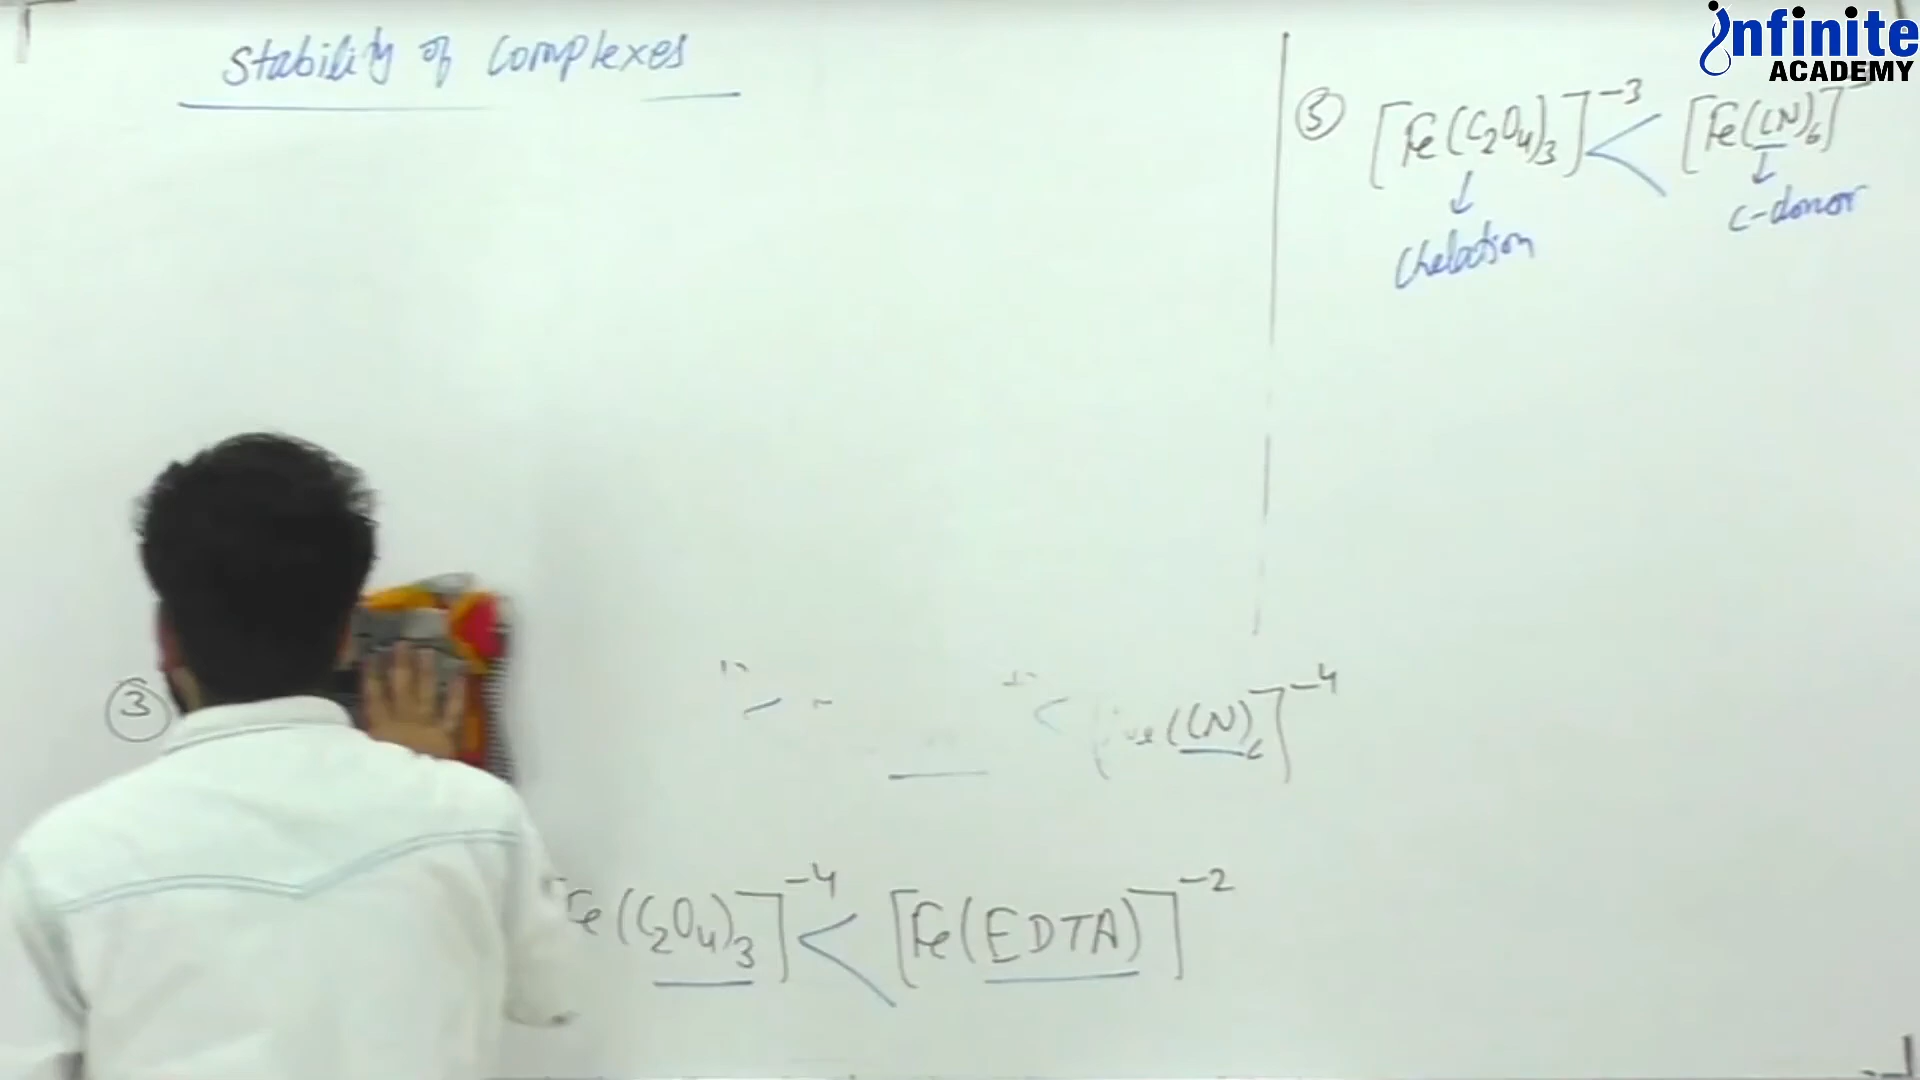 Stability of Complexes
infinite
ACADEMY
⑤ [Fe(C₂O₄)₃]⁻³ < [Fe(CN)₆]
↓ ↓
Chelation C-donor
③
< (CN)₆]⁻⁴
Fe(C₂O₄)₃]⁻⁴ < [Fe(EDTA)]⁻²